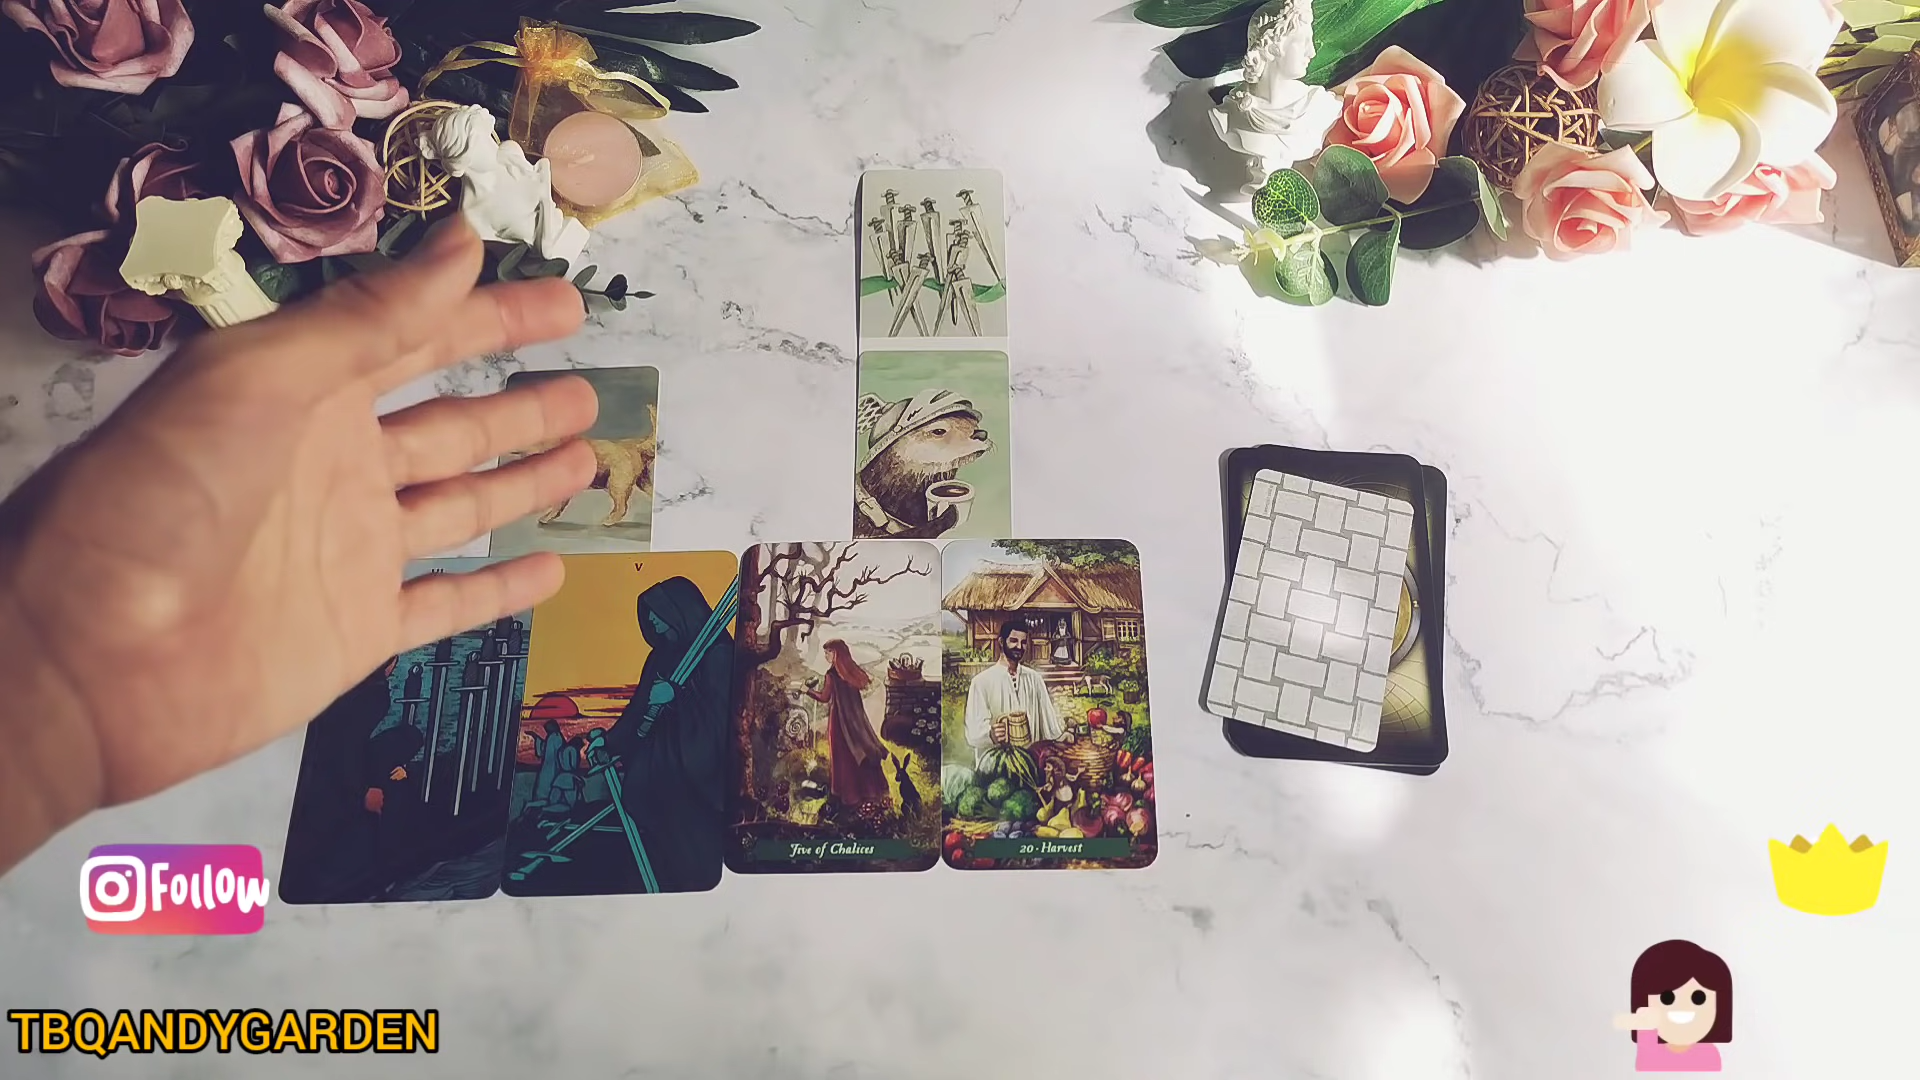 V
Five of Chalices
20 · Harvest
Follow
TBQANDYGARDEN